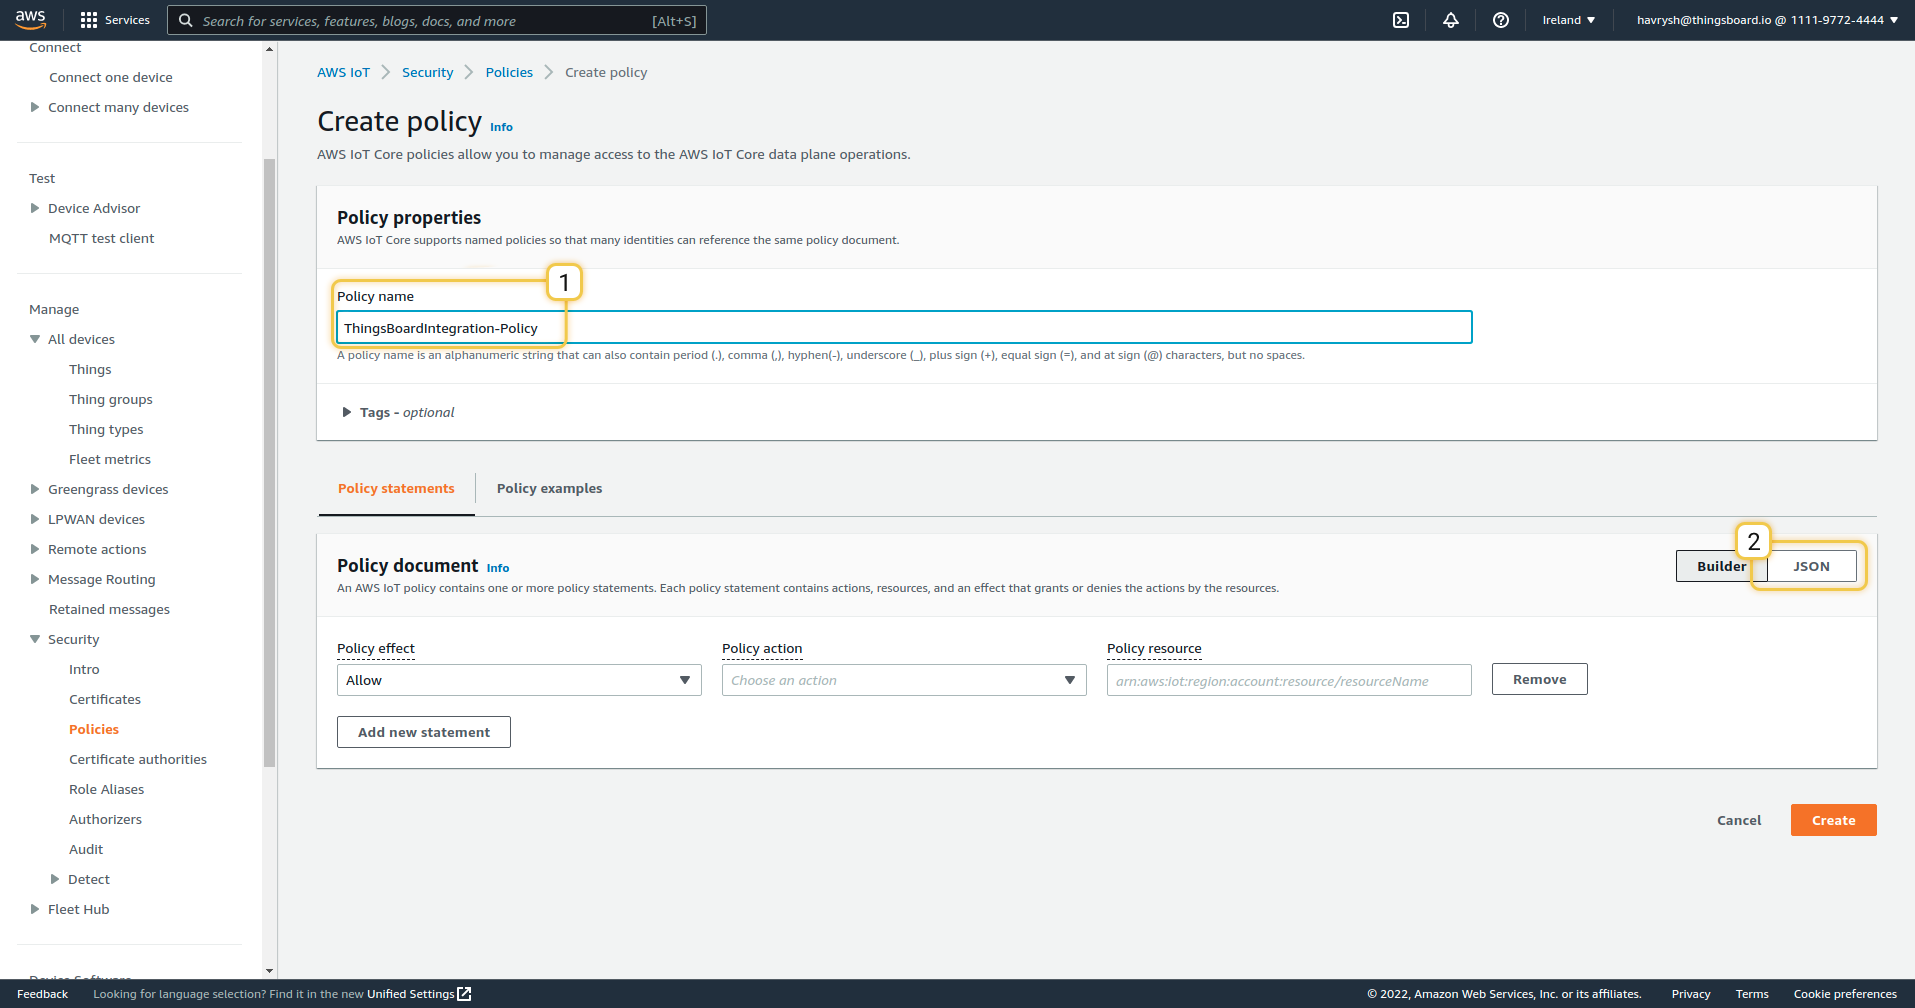 aws Services Search for services, features, blogs, docs, and more [Alt+S] Ireland havrysh@thingsboard.io @ 1111-9772-4444
Connect
Connect one device
Connect many devices
Test
Device Advisor
MQTT test client
Manage
All devices
Things
Thing groups
Thing types
Fleet metrics
Greengrass devices
LPWAN devices
Remote actions
Message Routing
Retained messages
Security
Intro
Certificates
Policies
Certificate authorities
Role Aliases
Authorizers
Audit
Detect
Fleet Hub
Device Software
AWS IoT Security Policies Create policy
Create policy Info
AWS IoT Core policies allow you to manage access to the AWS IoT Core data plane operations.
Policy properties
AWS IoT Core supports named policies so that many identities can reference the same policy document.
1
Policy name
ThingsBoardIntegration-Policy
A policy name is an alphanumeric string that can also contain period (.), comma (,), hyphen(-), underscore (_), plus sign (+), equal sign (=), and at sign (@) characters, but no spaces.
Tags - optional
Policy statements Policy examples
2
Policy document Info Builder JSON
An AWS IoT policy contains one or more policy statements. Each policy statement contains actions, resources, and an effect that grants or denies the actions by the resources.
Policy effect Policy action Policy resource
Allow Choose an action arn:aws:iot:region:account:resource/resourceName Remove
Add new statement
Cancel Create
Feedback Looking for language selection? Find it in the new Unified Settings © 2022, Amazon Web Services, Inc. or its affiliates. Privacy Terms Cookie preferences